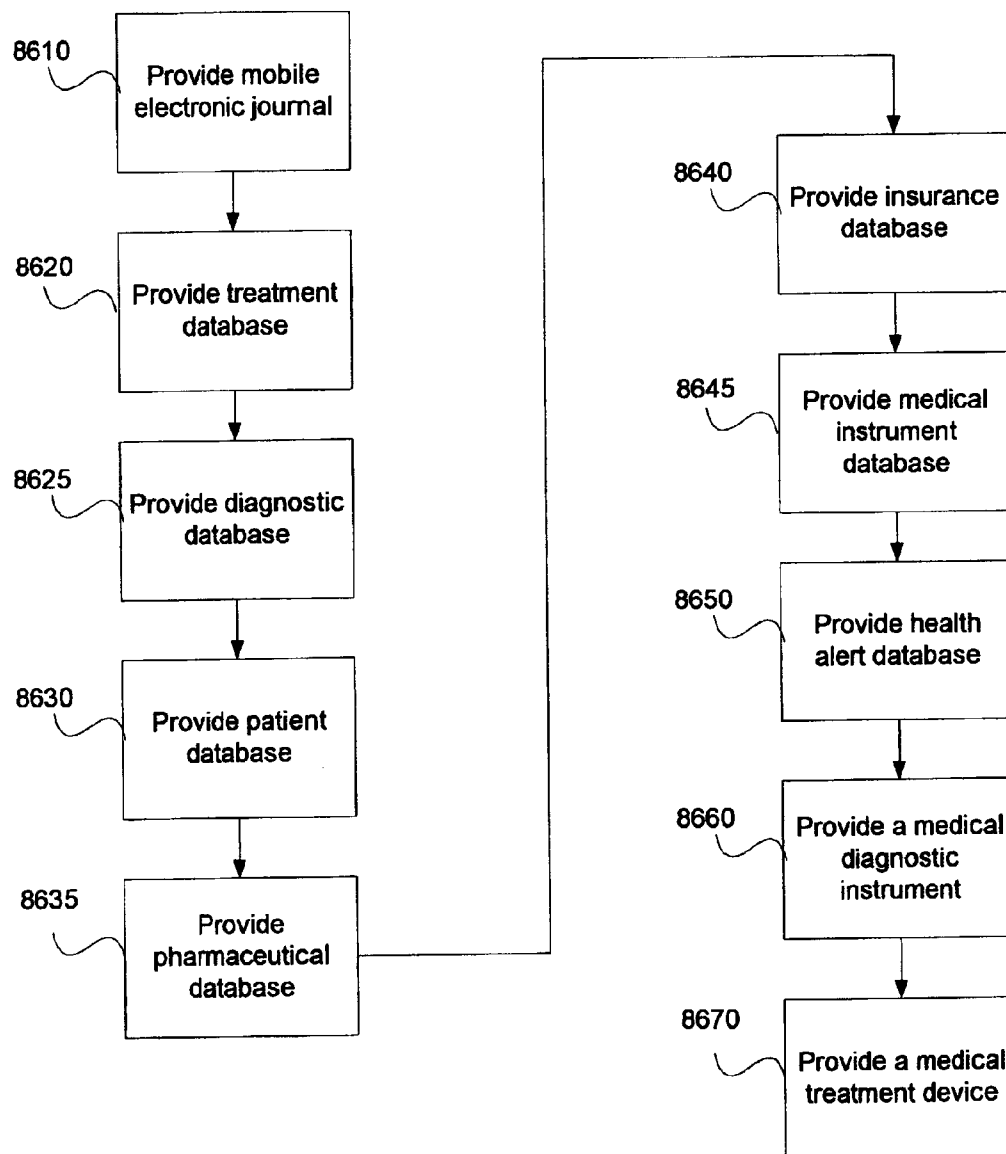 8610
Provide mobile
electronic journal
8620
Provide treatment
database
8625
Provide diagnostic
database
8630
Provide patient
database
8635
Provide
pharmaceutical
database
8640
Provide insurance
database
8645
Provide medical
instrument
database
8650
Provide health
alert database
8660
Provide a medical
diagnostic
instrument
8670
Provide a medical
treatment device